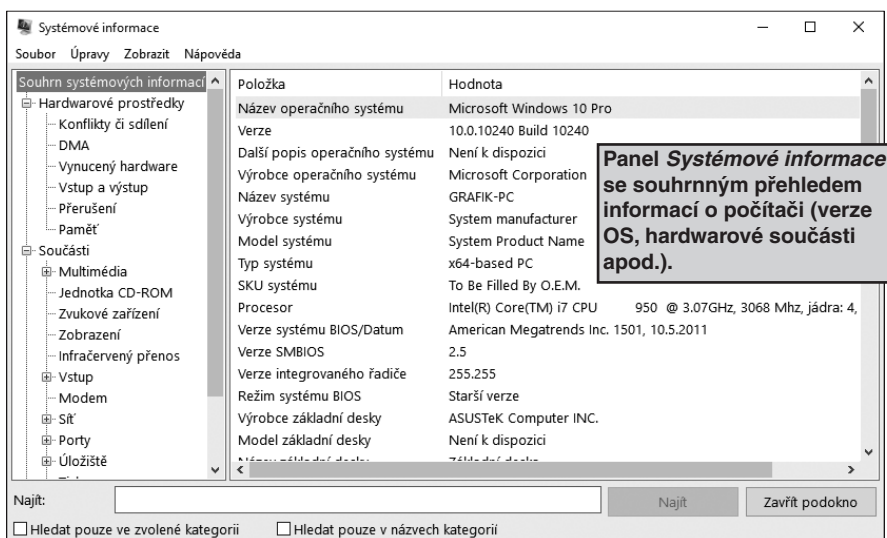 Systémové informace
Soubor Úpravy Zobrazit Nápověda
Souhrn systémových informací
Hardwarové prostředky
Konflikty či sdílení
DMA
Vynucený hardware
Vstup a výstup
Přerušení
Paměť
Součásti
Multimédia
Jednotka CD-ROM
Zvukové zařízení
Zobrazení
Infračervený přenos
Vstup
Modem
Síť
Porty
Úložiště
Položka Hodnota
Název operačního systému Microsoft Windows 10 Pro
Verze 10.0.10240 Build 10240
Další popis operačního systému Není k dispozici
Výrobce operačního systému Microsoft Corporation
Název systému GRAFIK-PC
Výrobce systému System manufacturer
Model systému System Product Name
Typ systému x64-based PC
SKU systému To Be Filled By O.E.M.
Procesor Intel(R) Core(TM) i7 CPU 950 @ 3.07GHz, 3068 Mhz, jádra: 4,
Verze systému BIOS/Datum American Megatrends Inc. 1501, 10.5.2011
Verze SMBIOS 2.5
Verze integrovaného řadiče 255.255
Režim systému BIOS Starší verze
Výrobce základní desky ASUSTeK Computer INC.
Model základní desky Není k dispozici
Panel Systémové informace
se souhrnným přehledem
informací o počítači (verze
OS, hardwarové součásti
apod.).
Najít: Najít Zavřít podokno
Hledat pouze ve zvolené kategorii Hledat pouze v názvech kategorií